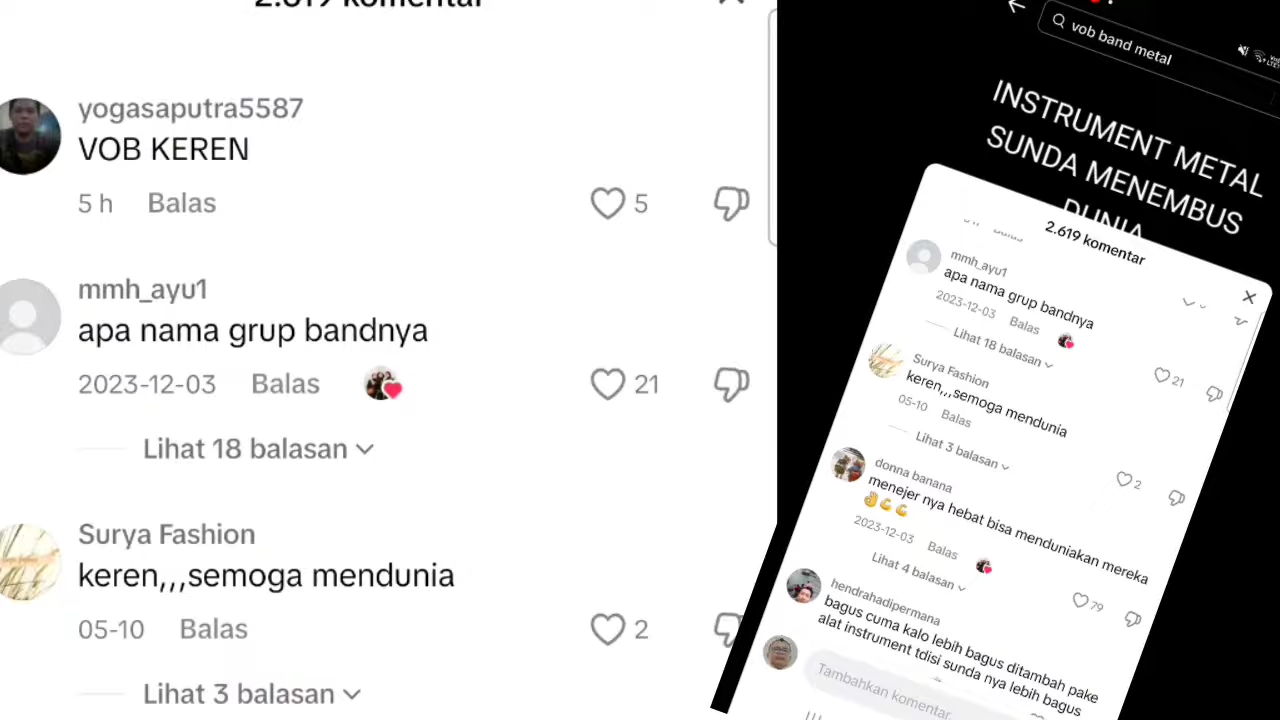 2.619 komentar
yogasaputra5587
VOB KEREN
5 h Balas
5
mmh_ayu1
apa nama grup bandnya
2023-12-03 Balas
21
Lihat 18 balasan
Surya Fashion
keren,,,semoga mendunia
05-10 Balas
2
Lihat 3 balasan
vob band metal
INSTRUMENT METAL
SUNDA MENEMBUS
DUNIA
2.619 komentar
mmh_ayu1
apa nama grup bandnya
2023-12-03 Balas
21
Lihat 18 balasan
Surya Fashion
keren,,,semoga mendunia
05-10 Balas
2
Lihat 3 balasan
donna banana
menejer nya hebat bisa menduniakan mereka
👌💪💪
2023-12-03 Balas
79
Lihat 4 balasan
hendrahadipermana
bagus cuma kalo lebih bagus ditambah pake
alat instrument tdisi sunda nya lebih bagus
Tambahkan komentar.